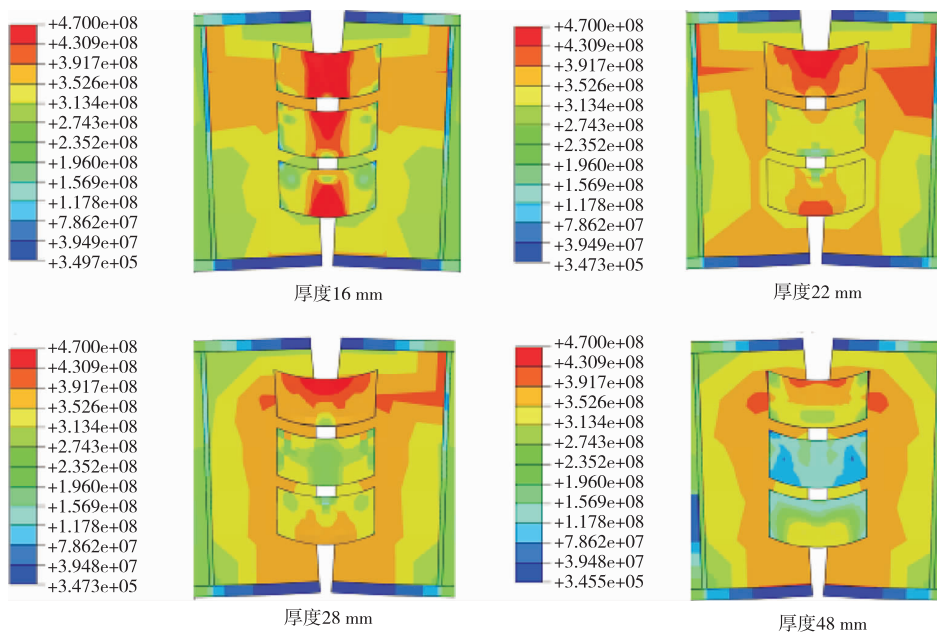 +4.700e+08
+4.309e+08
+3.917e+08
+3.526e+08
+3.134e+08
+2.743e+08
+2.352e+08
+1.960e+08
+1.569e+08
+1.178e+08
+7.862e+07
+3.949e+07
+3.497e+05
厚度16 mm
+4.700e+08
+4.309e+08
+3.917e+08
+3.526e+08
+3.134e+08
+2.743e+08
+2.352e+08
+1.960e+08
+1.569e+08
+1.178e+08
+7.862e+07
+3.949e+07
+3.473e+05
厚度22 mm
+4.700e+08
+4.309e+08
+3.917e+08
+3.526e+08
+3.134e+08
+2.743e+08
+2.352e+08
+1.960e+08
+1.569e+08
+1.178e+08
+7.862e+07
+3.948e+07
+3.473e+05
厚度28 mm
+4.700e+08
+4.309e+08
+3.917e+08
+3.526e+08
+3.134e+08
+2.743e+08
+2.352e+08
+1.960e+08
+1.569e+08
+1.178e+08
+7.862e+07
+3.948e+07
+3.455e+05
厚度48 mm